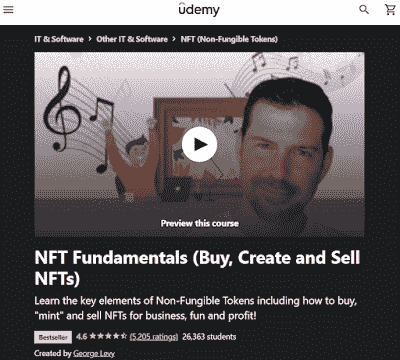 udemy
IT & Software > Other IT & Software > NFT (Non-Fungible Tokens)
Preview this course
NFT Fundamentals (Buy, Create and Sell
NFTs)
Learn the key elements of Non-Fungible Tokens including how to buy,
"mint" and sell NFTs for business, fun and profit!
Bestseller 4.6 (5,205 ratings) 26,363 students
Created by George Levy